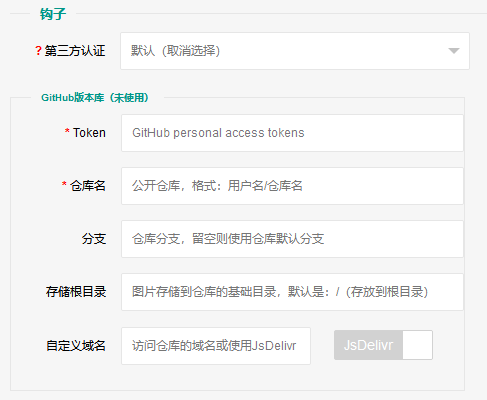 钩子
? 第三方认证 默认（取消选择）
GitHub版本库（未使用）
* Token GitHub personal access tokens
* 仓库名 公开仓库，格式：用户名/仓库名
分支 仓库分支，留空则使用仓库默认分支
存储根目录 图片存储到仓库的基础目录，默认是：/（存放到根目录）
自定义域名 访问仓库的域名或使用JsDelivr JsDelivr